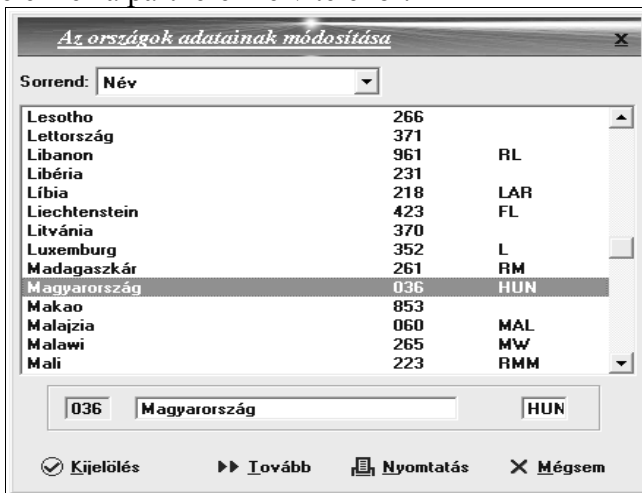 Az országok adatainak módosítása x
Sorrend: Név
Lesotho 266
Lettország 371
Libanon 961 RL
Libéria 231
Líbia 218 LAR
Liechtenstein 423 FL
Litvánia 370
Luxemburg 352 L
Madagaszkár 261 RM
Magyarország 036 HUN
Makao 853
Malajzia 060 MAL
Malawi 265 MW
Mali 223 RMM
036 Magyarország HUN
Kijelölés Tovább Nyomtatás Mégsem